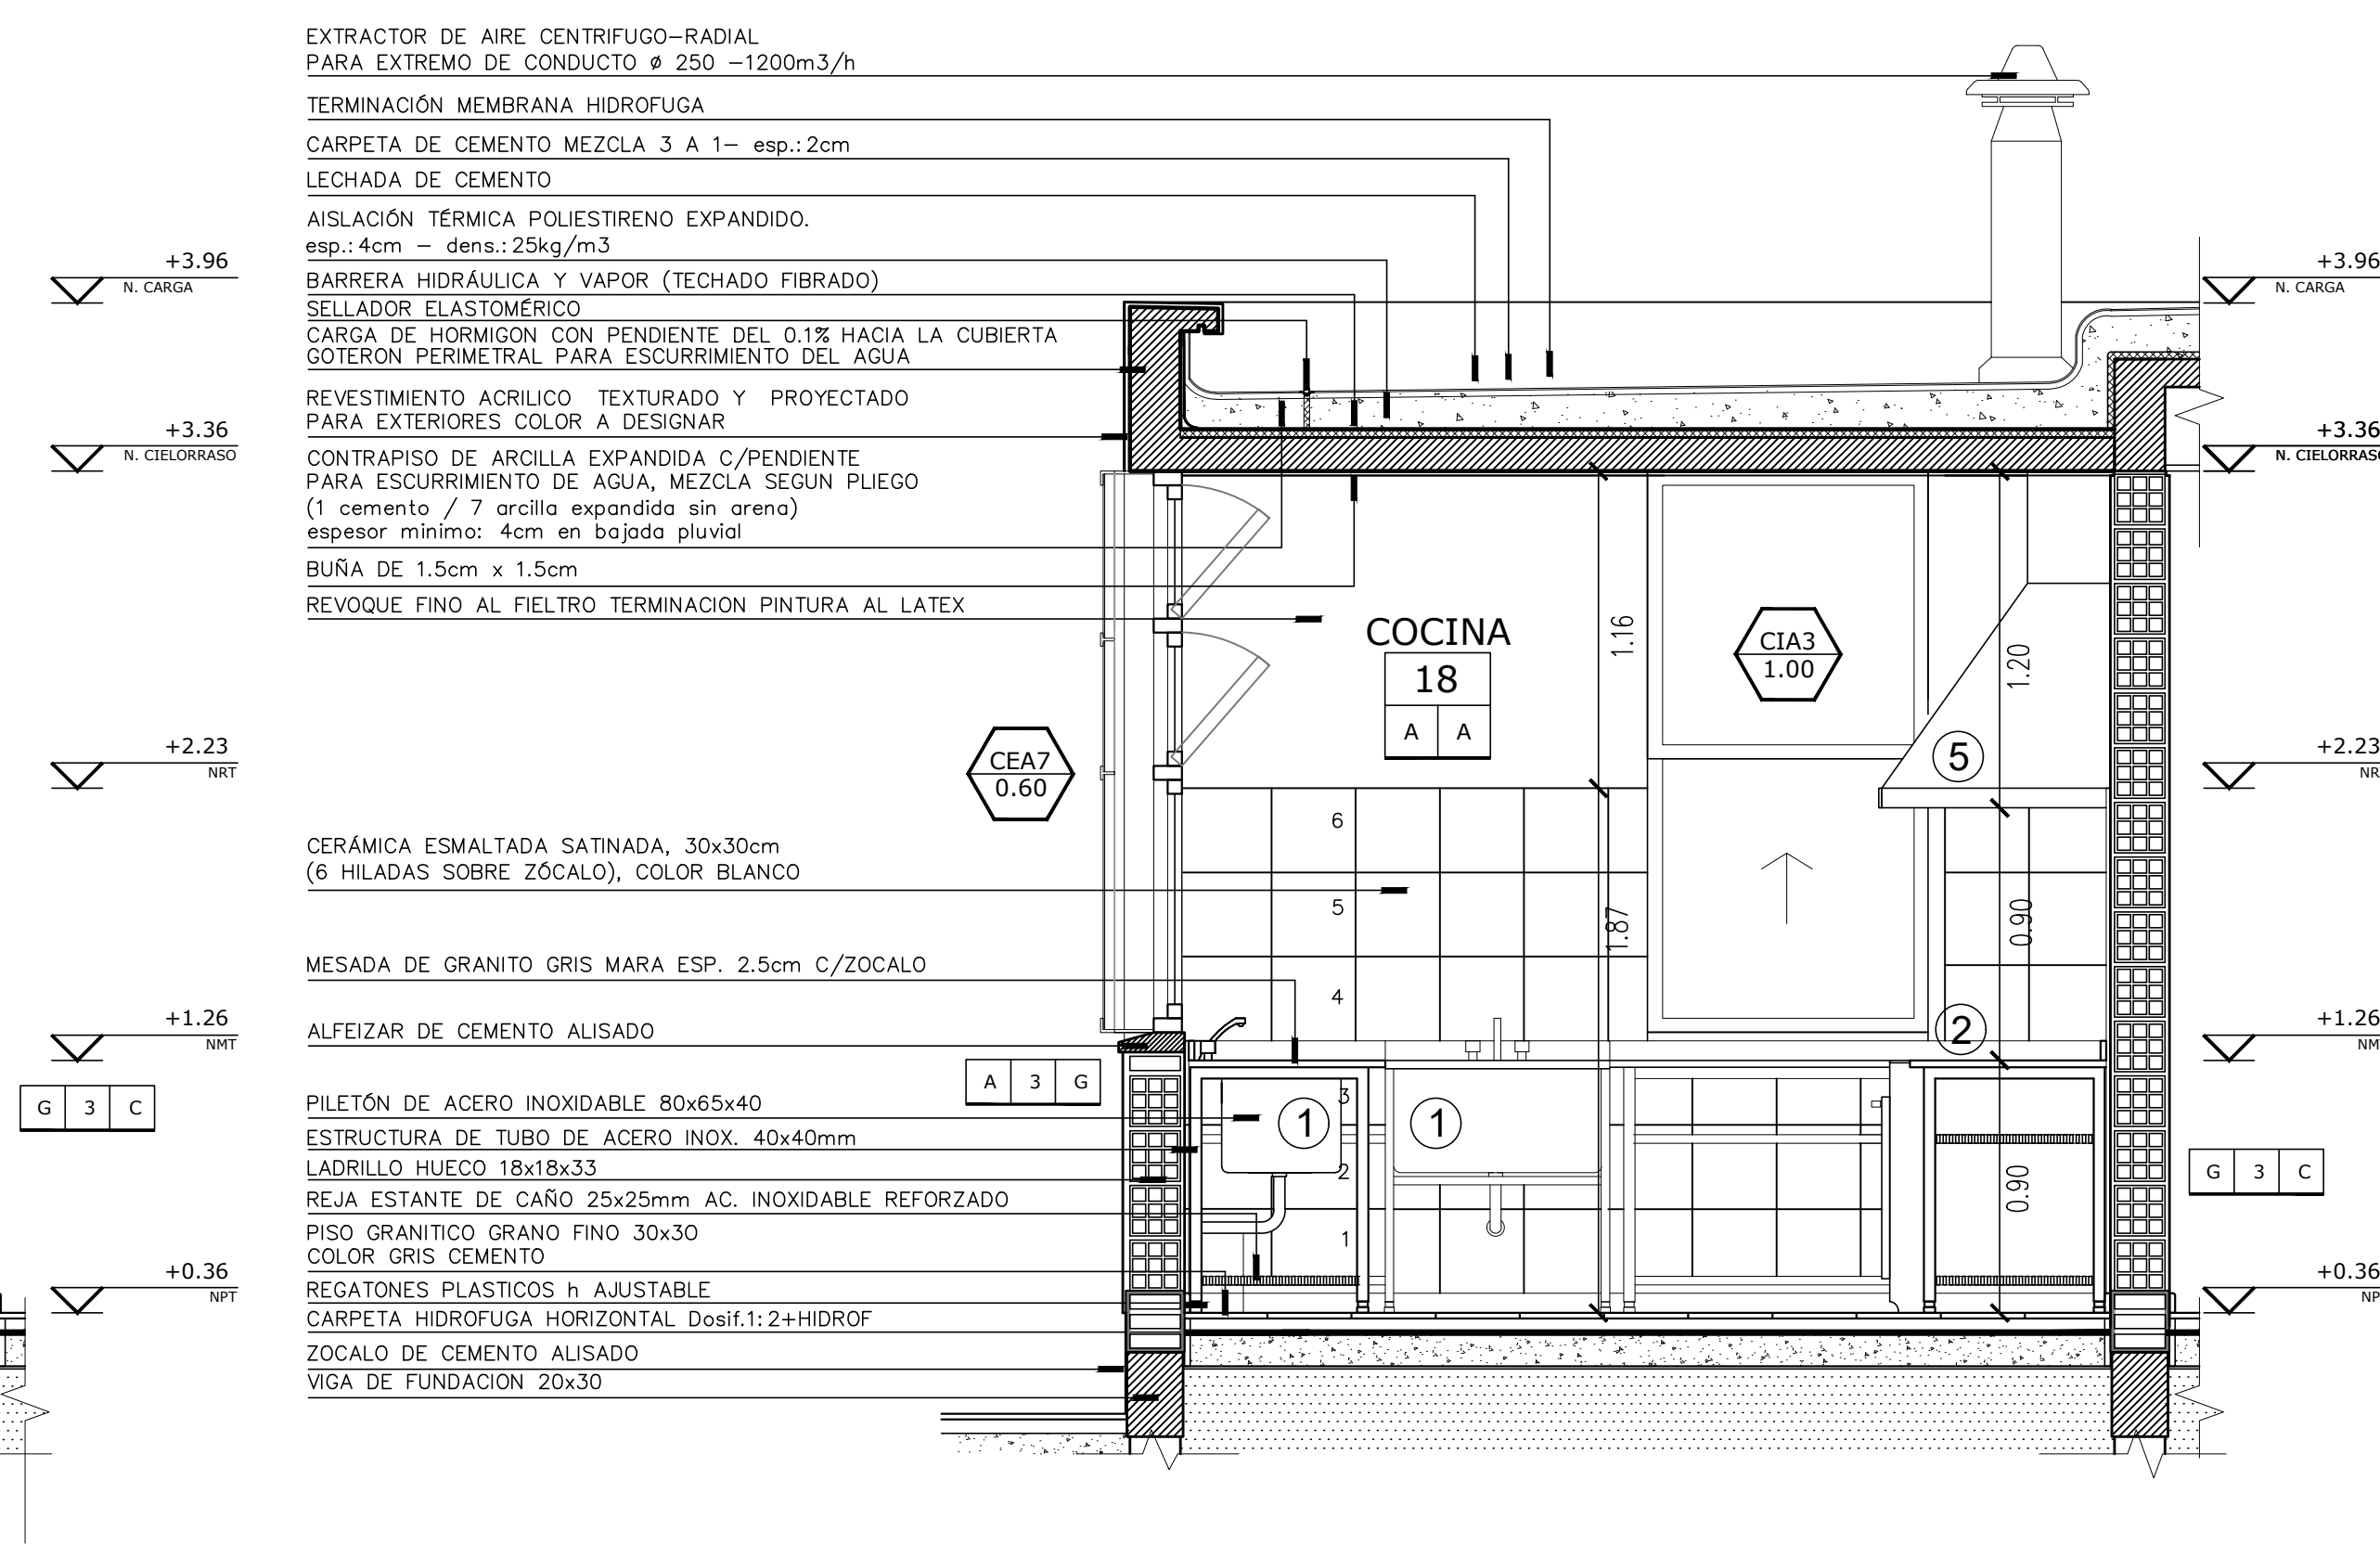 EXTRACTOR DE AIRE CENTRIFUGO-RADIAL
PARA EXTREMO DE CONDUCTO ø 250 -1200m3/h
TERMINACIÓN MEMBRANA HIDROFUGA
CARPETA DE CEMENTO MEZCLA 3 A 1- esp.:2cm
LECHADA DE CEMENTO
AISLACIÓN TÉRMICA POLIESTIRENO EXPANDIDO.
esp.:4cm - dens.:25kg/m3
BARRERA HIDRÁULICA Y VAPOR (TECHADO FIBRADO)
SELLADOR ELASTOMÉRICO
CARGA DE HORMIGON CON PENDIENTE DEL 0.1% HACIA LA CUBIERTA
GOTERON PERIMETRAL PARA ESCURRIMIENTO DEL AGUA
REVESTIMIENTO ACRILICO TEXTURADO Y PROYECTADO
PARA EXTERIORES COLOR A DESIGNAR
CONTRAPISO DE ARCILLA EXPANDIDA C/PENDIENTE
PARA ESCURRIMIENTO DE AGUA, MEZCLA SEGUN PLIEGO
(1 cemento / 7 arcilla expandida sin arena)
espesor minimo: 4cm en bajada pluvial
BUÑA DE 1.5cm x 1.5cm
REVOQUE FINO AL FIELTRO TERMINACION PINTURA AL LATEX
CERÁMICA ESMALTADA SATINADA, 30x30cm
(6 HILADAS SOBRE ZÓCALO), COLOR BLANCO
MESADA DE GRANITO GRIS MARA ESP. 2.5cm C/ZOCALO
ALFEIZAR DE CEMENTO ALISADO
PILETÓN DE ACERO INOXIDABLE 80x65x40
ESTRUCTURA DE TUBO DE ACERO INOX. 40x40mm
LADRILLO HUECO 18x18x33
REJA ESTANTE DE CAÑO 25x25mm AC. INOXIDABLE REFORZADO
PISO GRANITICO GRANO FINO 30x30
COLOR GRIS CEMENTO
REGATONES PLASTICOS h AJUSTABLE
CARPETA HIDROFUGA HORIZONTAL Dosif.1:2+HIDROF
ZOCALO DE CEMENTO ALISADO
VIGA DE FUNDACION 20x30
+3.96
N. CARGA
+3.36
N. CIELORRASO
+2.23
NRT
+1.26
NMT
G 3 C
+0.36
NPT
CEA7
0.60
A 3 G
COCINA
18
A A
CIA3
1.00
1.16
1.20
5
6
5
4
3
2
1
1.87
0.90
2
1
1
0.90
+3.96
N. CARGA
+3.36
N. CIELORRASO
+2.23
NR
+1.26
NM
G 3 C
+0.36
NP